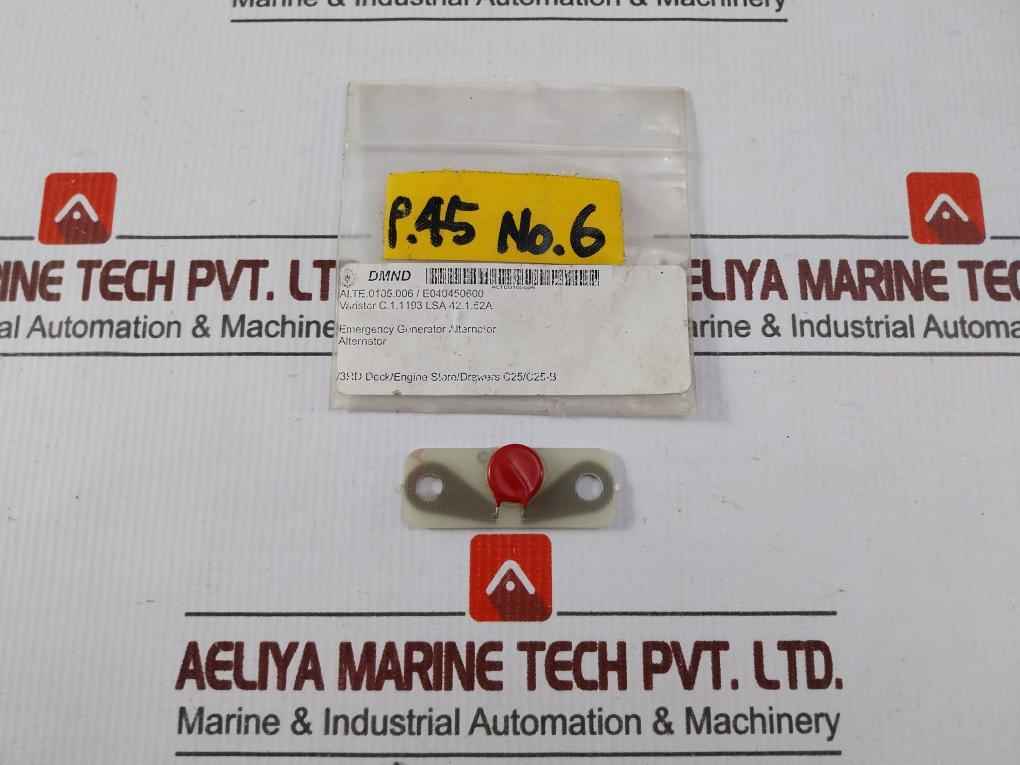 Marine & Industrial Automation & Machinery
P.45 No.6
DMND
ALTE.0105.006 / E040450600
Varistor C.1.1193 LSA 42.1.52A
Emergency Generator Alternator
Alternator
/3RD Deck/Engine Store/Drawers C25/C25-B
INE TECH PVT. LT
al Automation & Machine
ELIYA MARINE TEC
arine & Industrial Automa
AELIYA MARINE TECH PVT. LTD.
Marine & Industrial Automation & Machinery